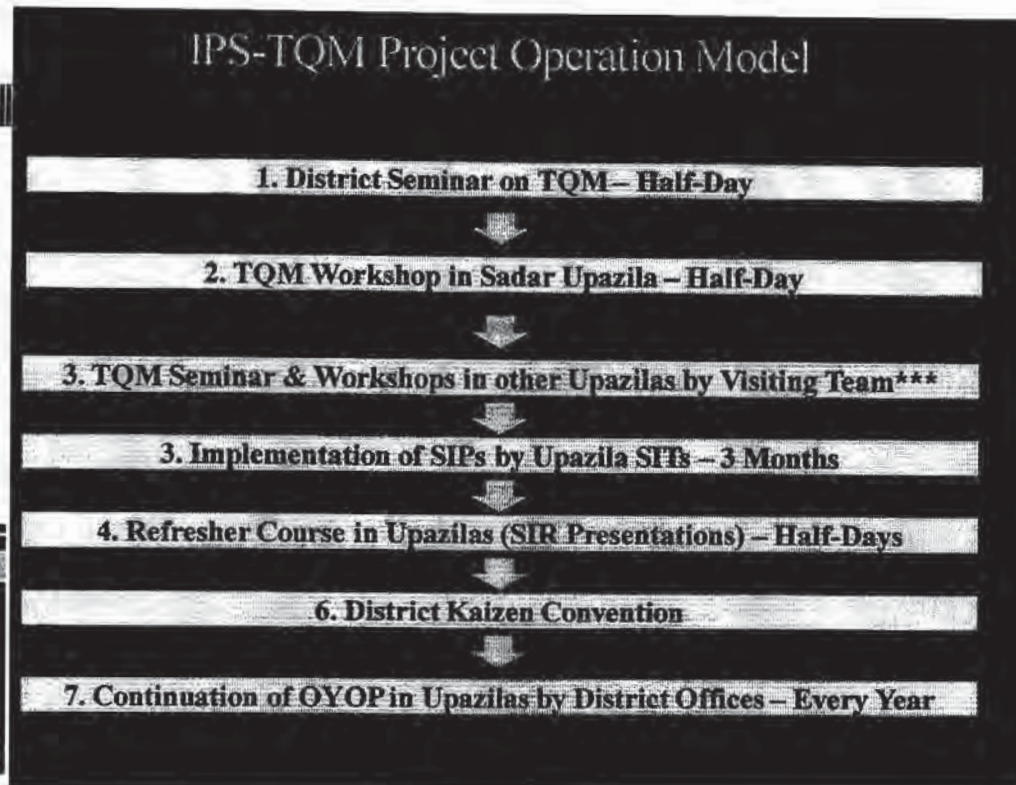 IPS-TQM Project Operation Model
1. District Seminar on TQM – Half-Day
2. TQM Workshop in Sadar Upazila – Half-Day
3. TQM Seminar & Workshops in other Upazilas by Visiting Team***
3. Implementation of SIPs by Upazila SITs – 3 Months
4. Refresher Course in Upazilas (SIR Presentations) – Half-Days
6. District Kaizen Convention
7. Continuation of OYOP in Upazilas by District Offices – Every Year